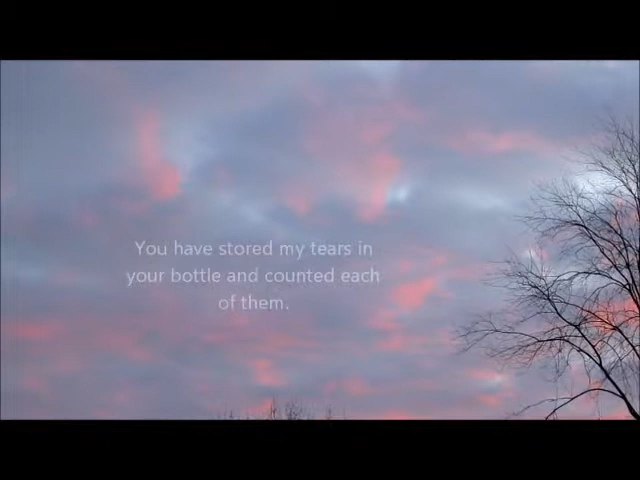 You have stored my tears in
your bottle and counted each
of them.